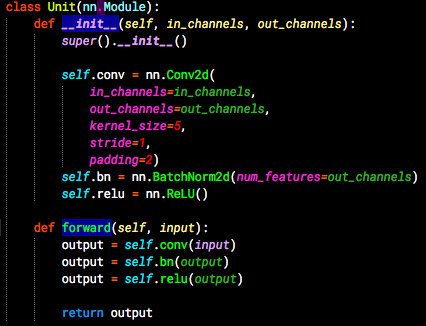 class Unit(nn.Module):
    def __init__(self, in_channels, out_channels):
        super().__init__()

        self.conv = nn.Conv2d(
            in_channels=in_channels,
            out_channels=out_channels,
            kernel_size=5,
            stride=1,
            padding=2)
        self.bn = nn.BatchNorm2d(num_features=out_channels)
        self.relu = nn.ReLU()

    def forward(self, input):
        output = self.conv(input)
        output = self.bn(output)
        output = self.relu(output)

        return output